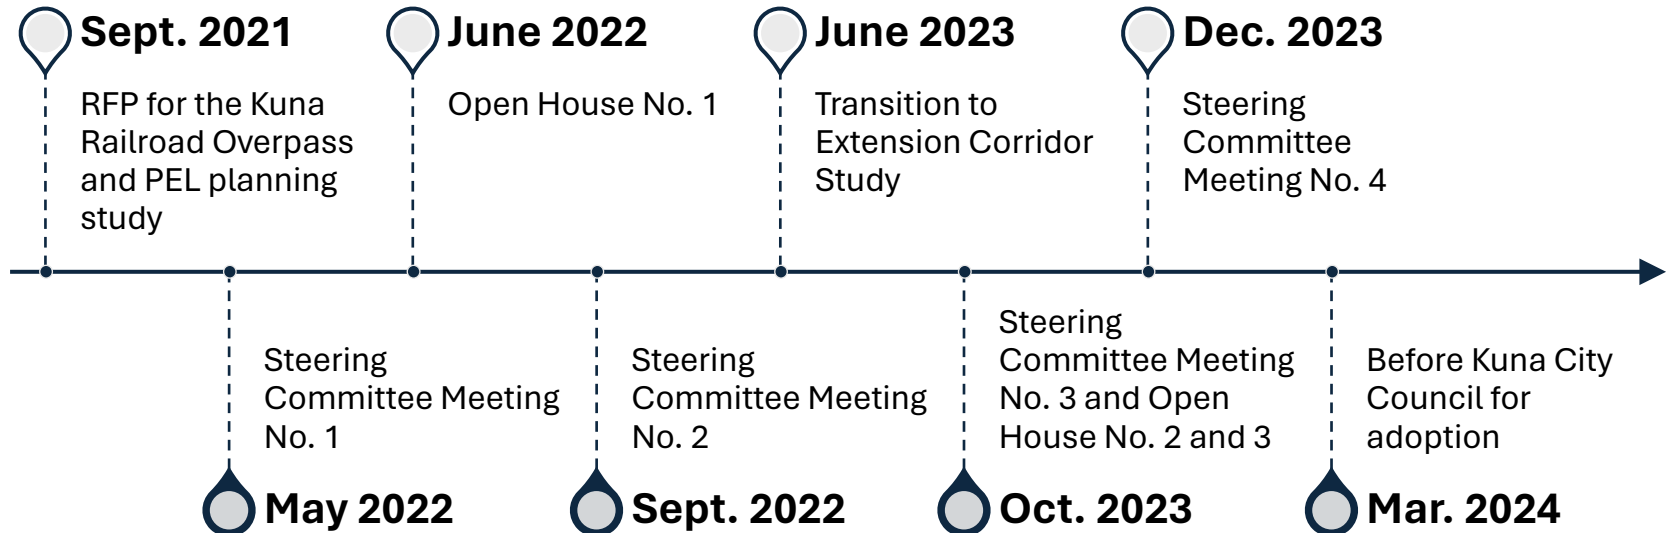 Sept. 2021
RFP for the Kuna
Railroad Overpass
and PEL planning
study
June 2022
Open House No. 1
June 2023
Transition to
Extension Corridor
Study
Dec. 2023
Steering
Committee
Meeting No. 4
Steering
Committee Meeting
No. 1
May 2022
Steering
Committee Meeting
No. 2
Sept. 2022
Steering
Committee Meeting
No. 3 and Open
House No. 2 and 3
Oct. 2023
Before Kuna City
Council for
adoption
Mar. 2024